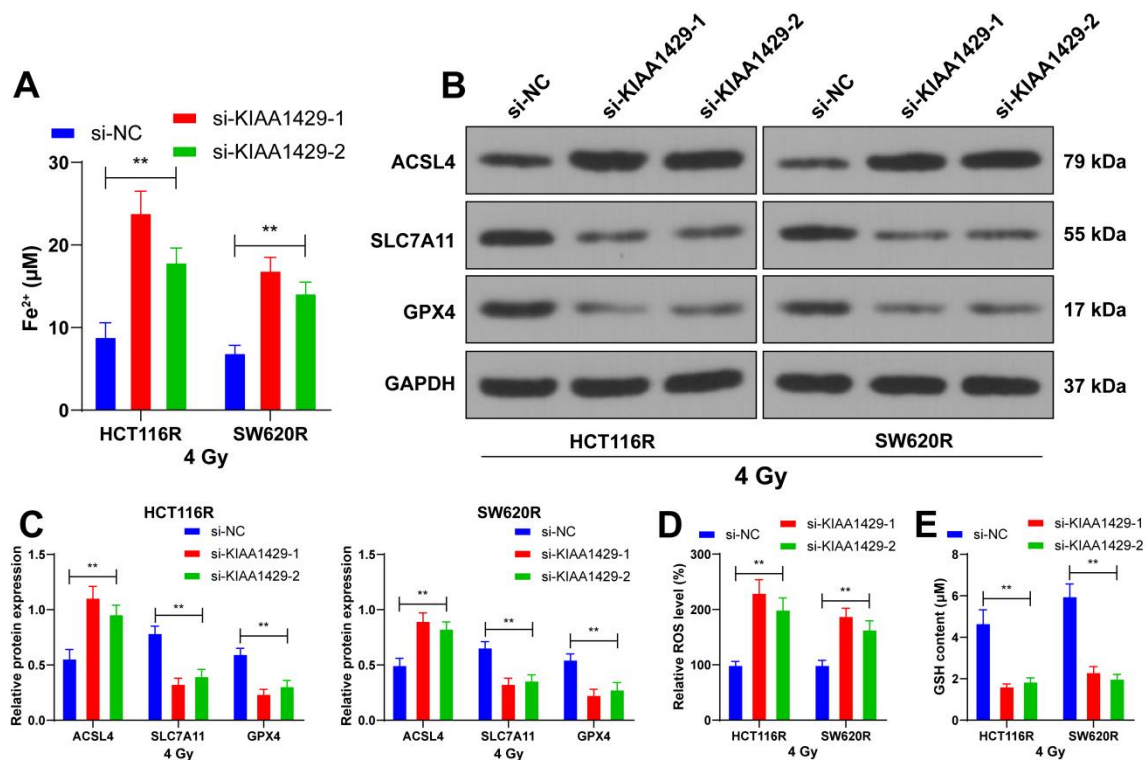 A
si-NC
si-KIAA1429-1
si-KIAA1429-2
Fe²⁺ (μM)
30
20
10
0
**
**
HCT116R
SW620R
4 Gy
B
si-NC
si-KIAA1429-1
si-KIAA1429-2
si-NC
si-KIAA1429-1
si-KIAA1429-2
ACSL4
79 kDa
SLC7A11
55 kDa
GPX4
17 kDa
GAPDH
37 kDa
HCT116R
SW620R
4 Gy
C
HCT116R
si-NC
si-KIAA1429-1
si-KIAA1429-2
Relative protein expression
1.5
1.0
0.5
0.0
**
**
**
ACSL4
SLC7A11
GPX4
4 Gy
SW620R
si-NC
si-KIAA1429-1
si-KIAA1429-2
Relative protein expression
1.5
1.0
0.5
0.0
**
**
**
ACSL4
SLC7A11
GPX4
4 Gy
D
si-NC
si-KIAA1429-1
si-KIAA1429-2
Relative ROS level (%)
300
200
100
0
**
**
HCT116R
SW620R
4 Gy
E
si-NC
si-KIAA1429-1
si-KIAA1429-2
GSH content (μM)
8
6
4
2
0
**
**
HCT116R
SW620R
4 Gy